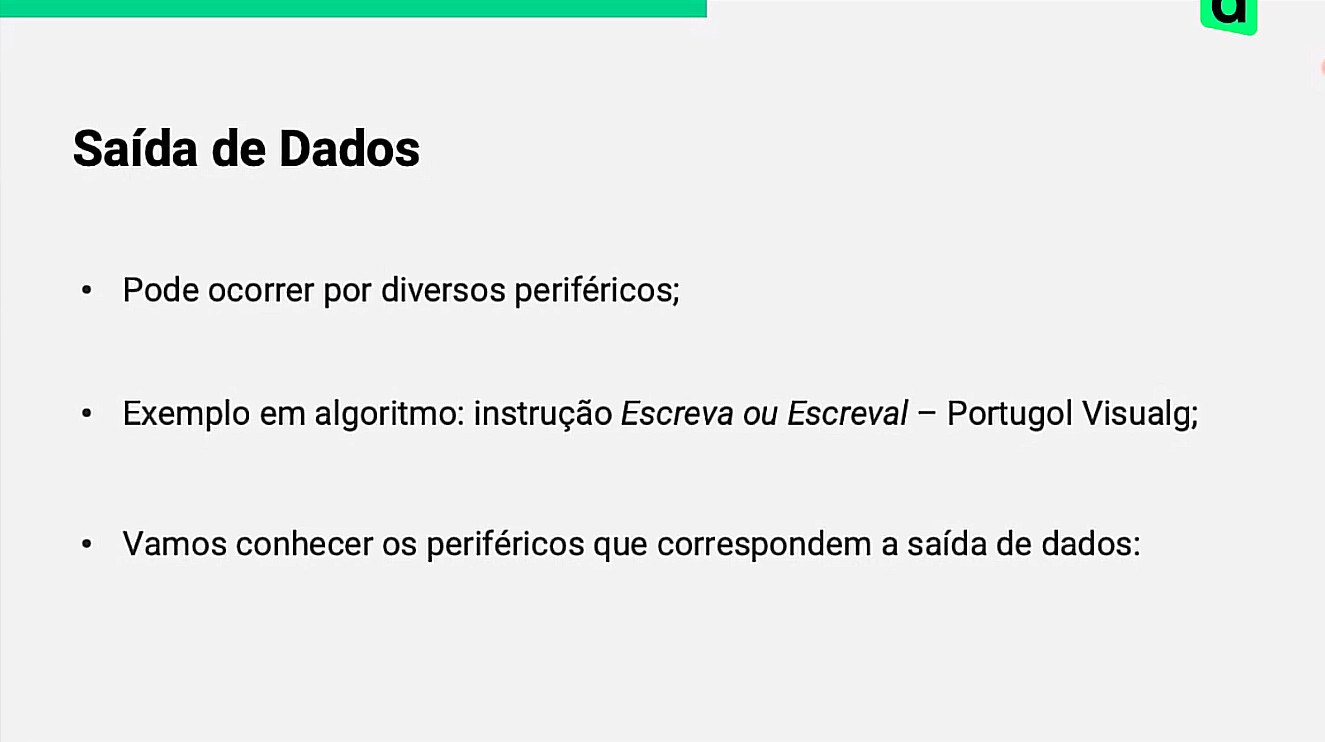 d
Saída de Dados
• Pode ocorrer por diversos periféricos;
• Exemplo em algoritmo: instrução Escreva ou Escreval – Portugol Visualg;
• Vamos conhecer os periféricos que correspondem a saída de dados: